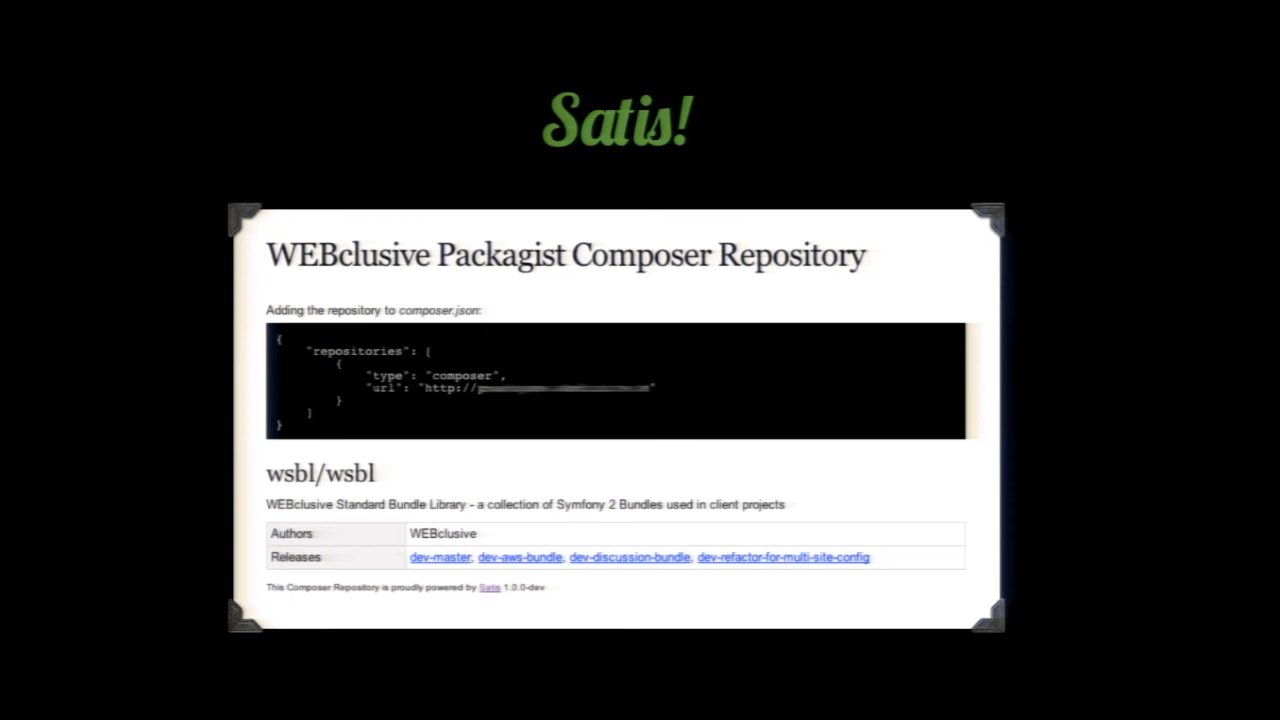 Satis!
WEBclusive Packagist Composer Repository
Adding the repository to composer.json:
{
"repositories": [
{
"type": "composer",
"url": "http://
"
}
]
}
wsbl/wsbl
WEBclusive Standard Bundle Library - a collection of Symfony 2 Bundles used in client projects
Authors WEBclusive
Releases dev-master, dev-aws-bundle, dev-discussion-bundle, dev-refactor-for-multi-site-config
This Composer Repository is proudly powered by Satis 1.0.0-dev